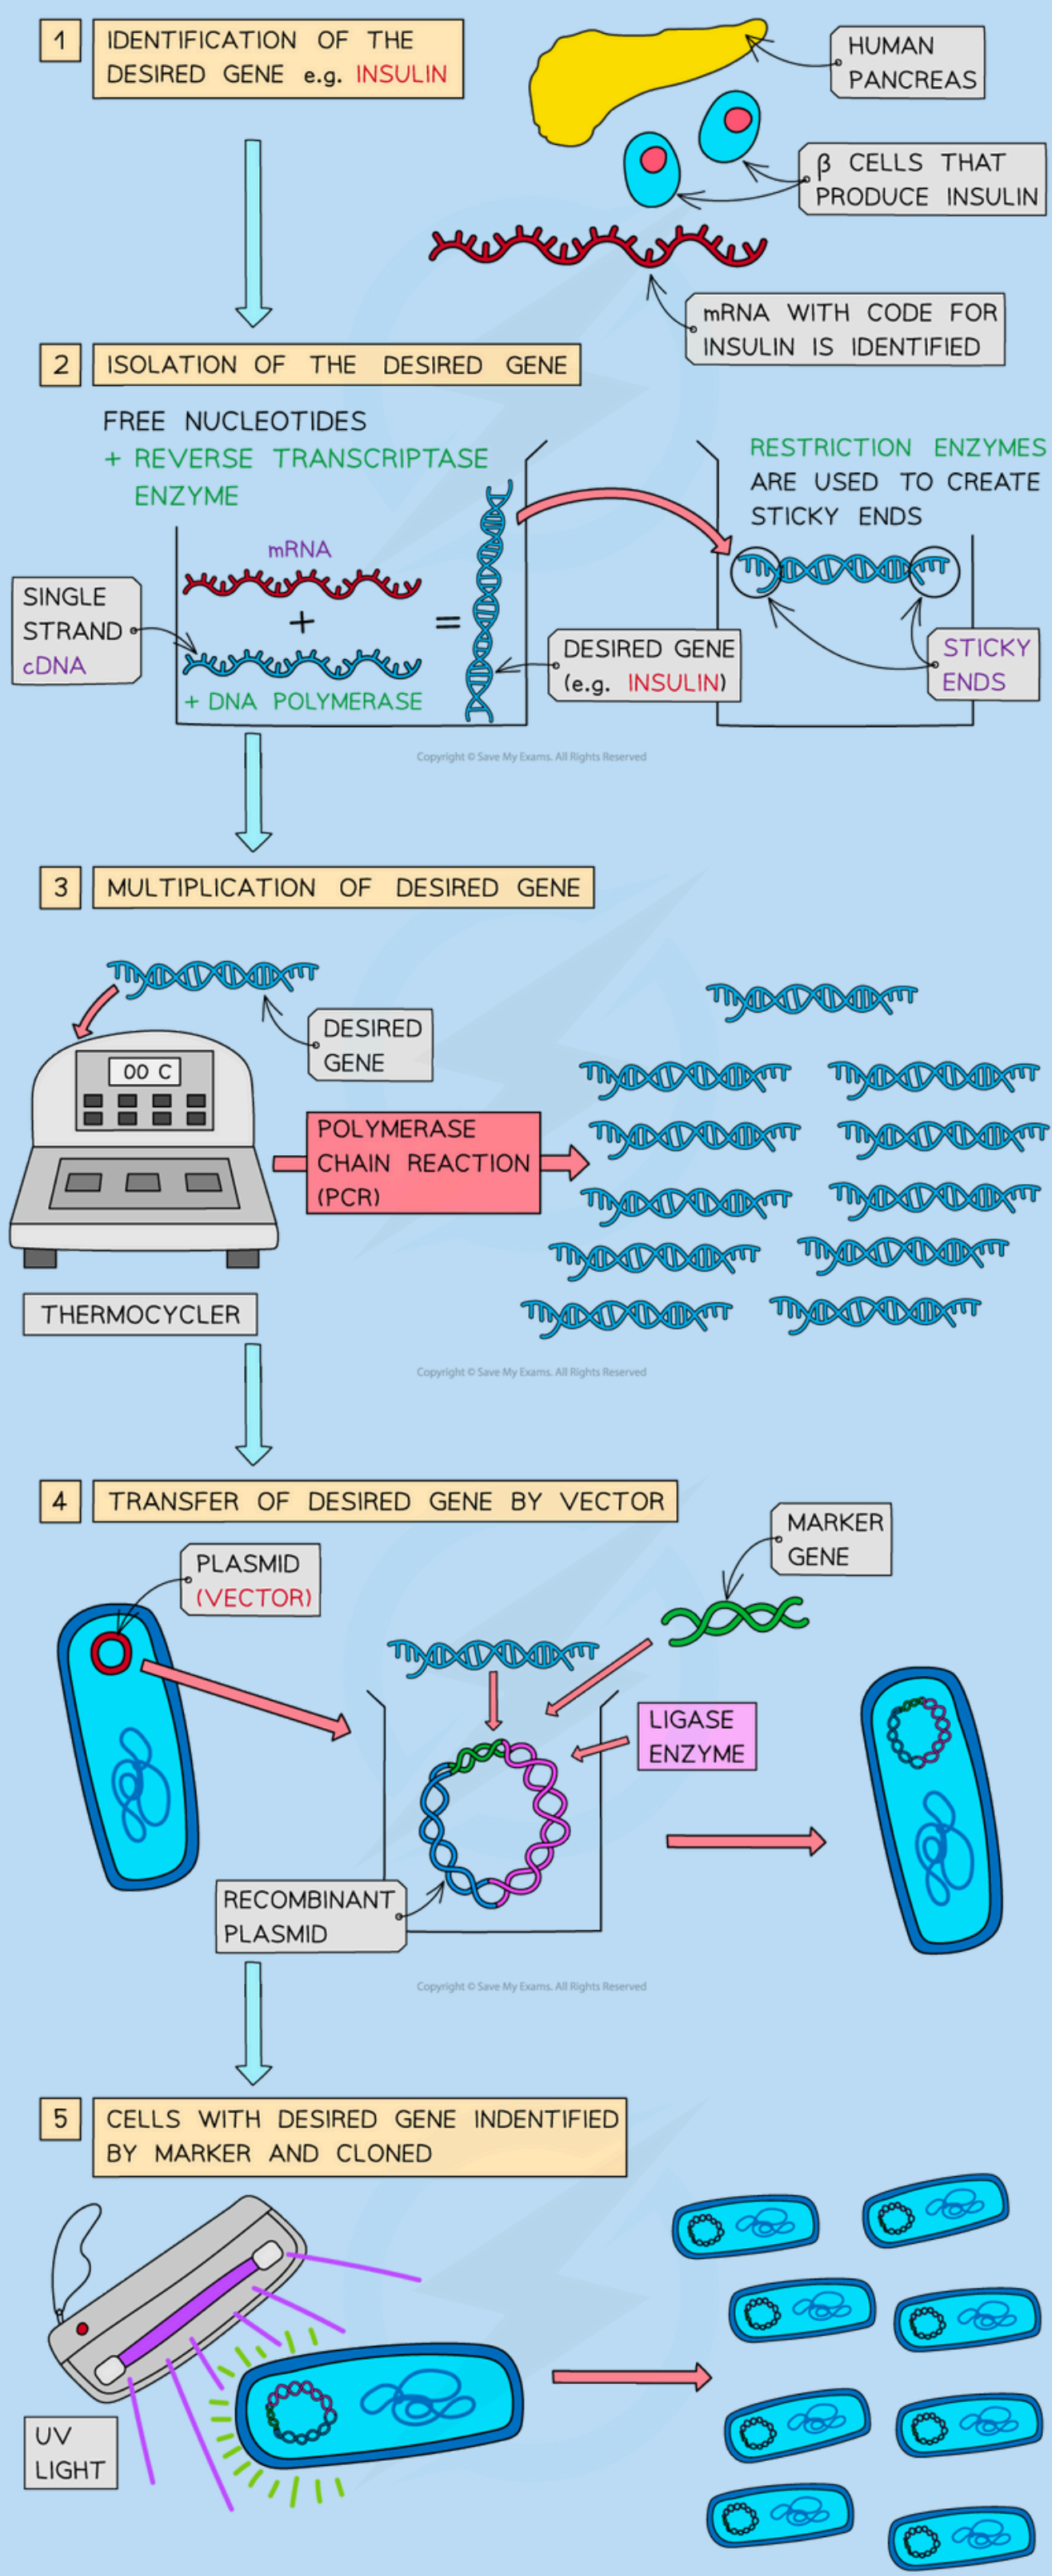 1
IDENTIFICATION OF THE
DESIRED GENE e.g. INSULIN
HUMAN
PANCREAS
β CELLS THAT
PRODUCE INSULIN
mRNA WITH CODE FOR
INSULIN IS IDENTIFIED
2
ISOLATION OF THE DESIRED GENE
FREE NUCLEOTIDES
+ REVERSE TRANSCRIPTASE
ENZYME
RESTRICTION ENZYMES
ARE USED TO CREATE
STICKY ENDS
mRNA
SINGLE
STRAND
cDNA
+
=
+ DNA POLYMERASE
DESIRED GENE
(e.g. INSULIN)
STICKY
ENDS
Copyright © Save My Exams. All Rights Reserved
3
MULTIPLICATION OF DESIRED GENE
DESIRED
GENE
00 C
POLYMERASE
CHAIN REACTION
(PCR)
THERMOCYCLER
Copyright © Save My Exams. All Rights Reserved
4
TRANSFER OF DESIRED GENE BY VECTOR
MARKER
GENE
PLASMID
(VECTOR)
LIGASE
ENZYME
RECOMBINANT
PLASMID
Copyright © Save My Exams. All Rights Reserved
5
CELLS WITH DESIRED GENE INDENTIFIED
BY MARKER AND CLONED
UV
LIGHT